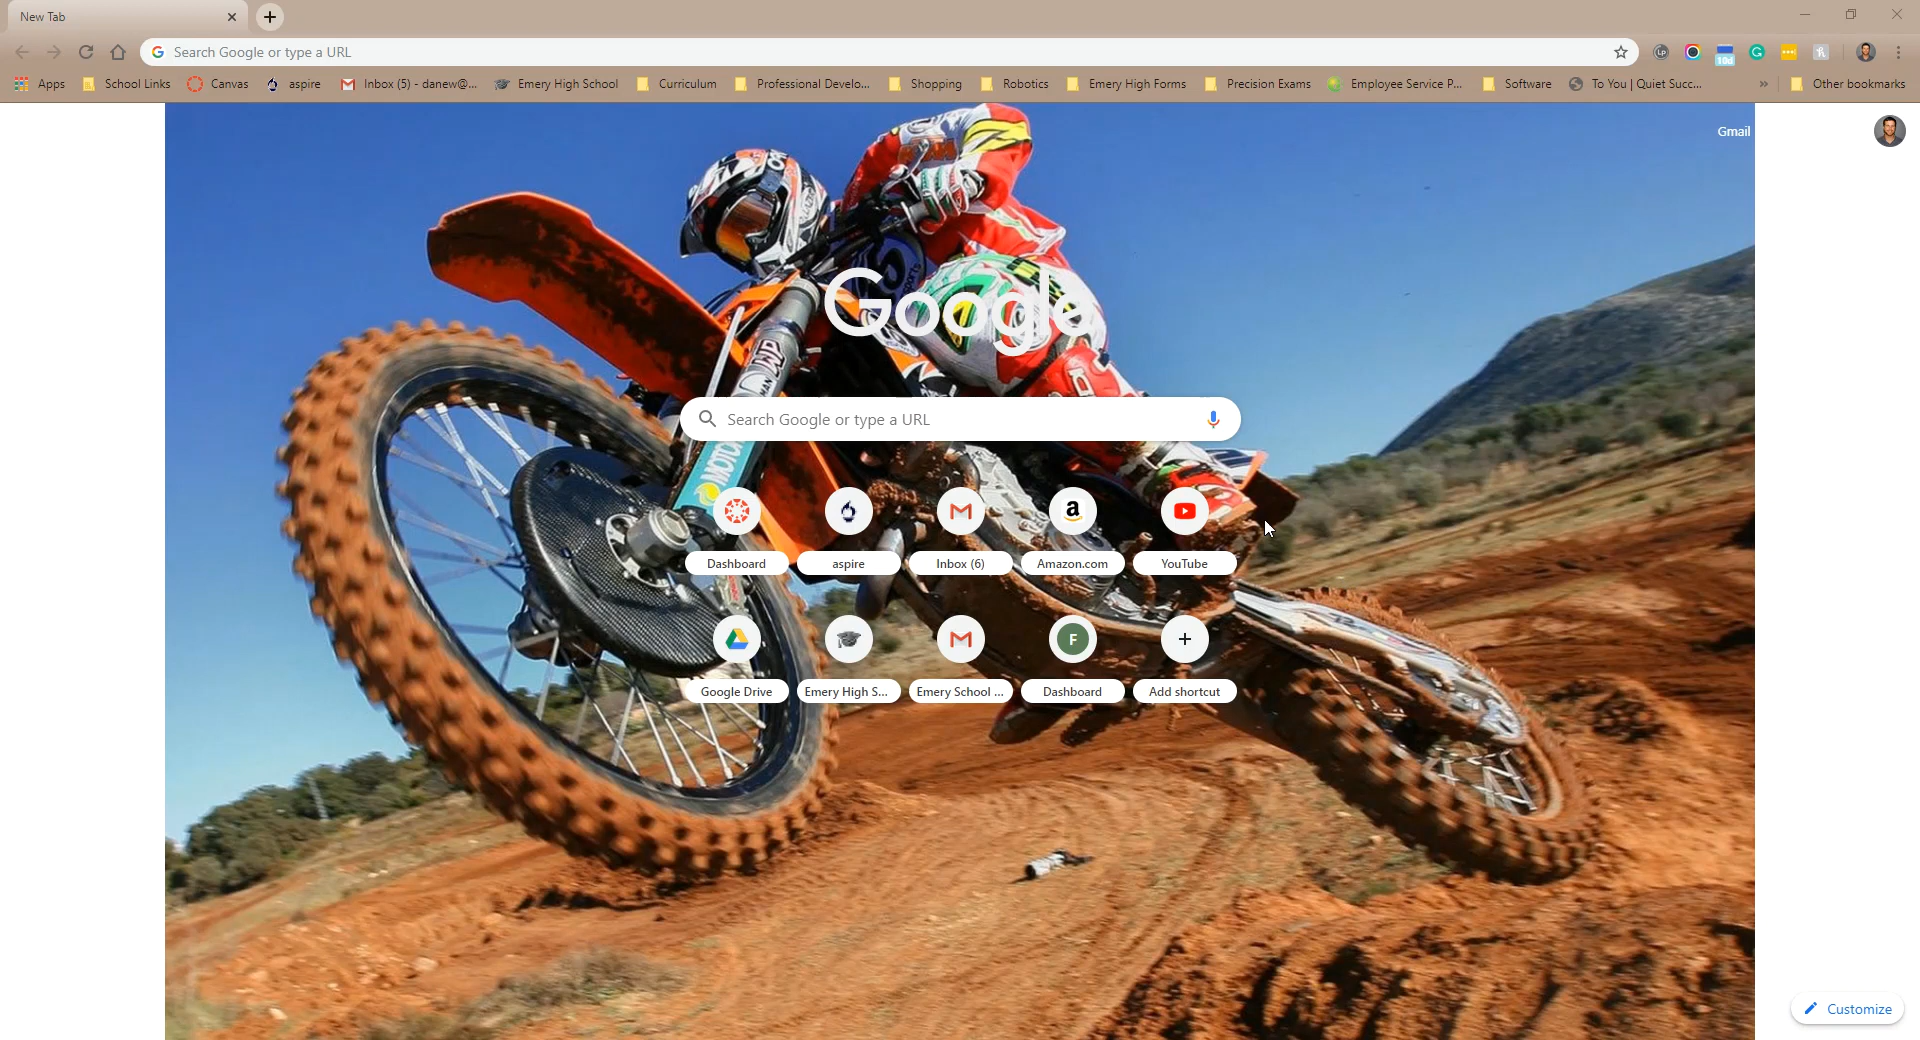 New Tab
Search Google or type a URL
Apps School Links Canvas aspire Inbox (5) - danew@... Emery High School Curriculum Professional Develo... Shopping Robotics Emery High Forms Precision Exams Employee Service P... Software To You | Quiet Succ... » Other bookmarks
Gmail
KTM
Google
WP
Search Google or type a URL
MOTO
Dashboard aspire Inbox (6) Amazon.com YouTube
F
Google Drive Emery High S... Emery School ... Dashboard Add shortcut
Customize